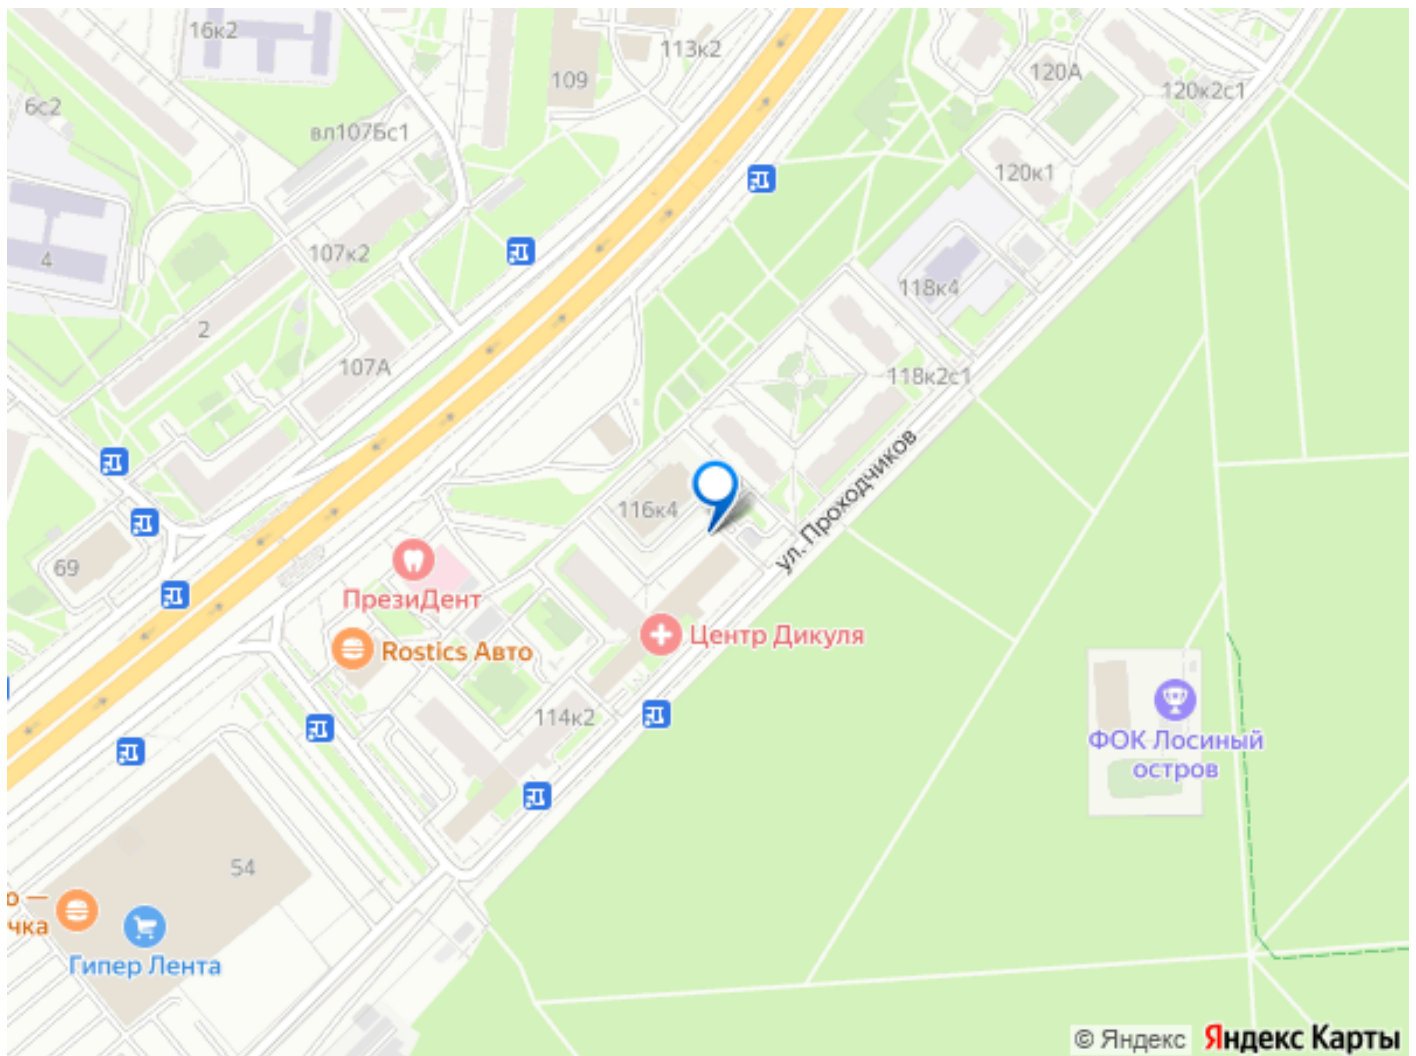 16к2
113к2
109
120А
120к2с1
6с2
вл107Бс1
120к1
107к2
4
118к4
2
107А
118к2с1
ул. Проходчиков
116к4
69
ПрезиДент
Центр Дикуля
Rostics Авто
114к2
ФОК Лосиный
остров
54
о —
чка
Гипер Лента
© Яндекс Яндекс Карты